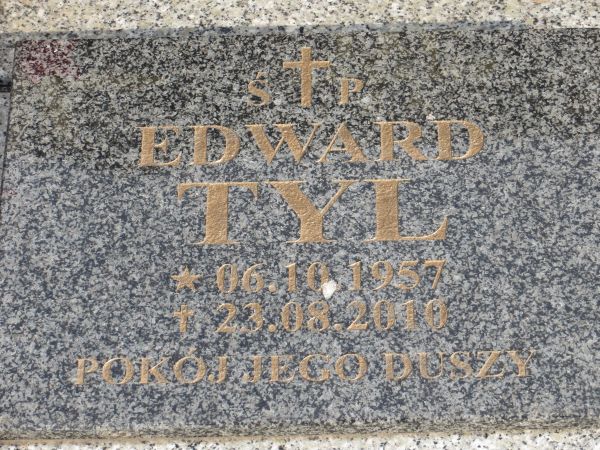 Ś P
EDWARD
TYL
★ 06.10.1957
✝ 23.08.2010
POKÓJ JEGO DUSZY